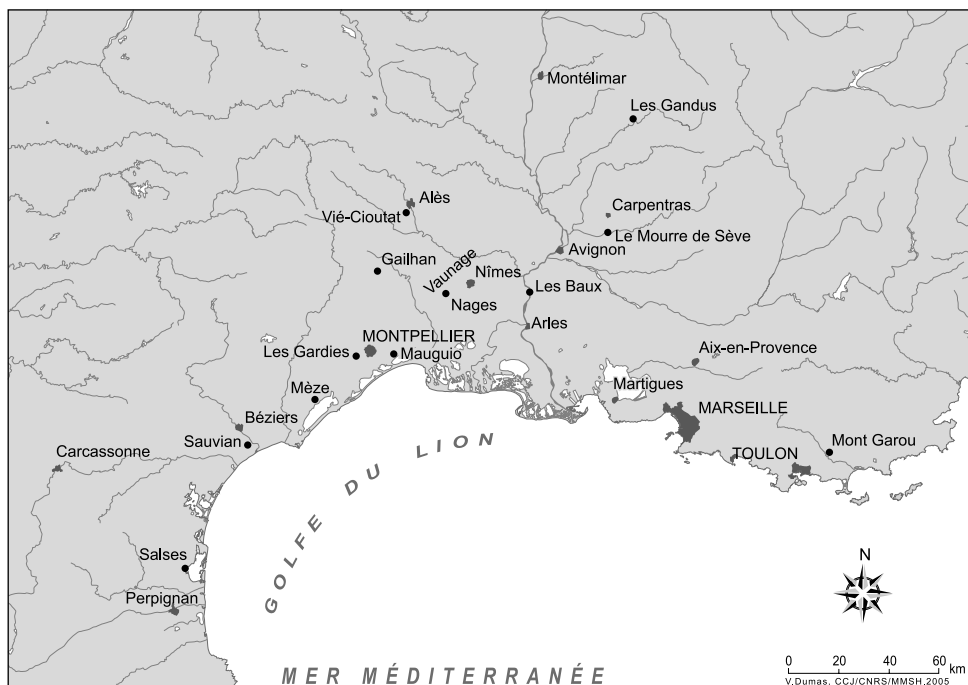 Montélimar
Les Gandus
Alès
Vié-Cioutat
Carpentras
Le Mourre de Sève
Avignon
Gailhan
Vaunage
Nîmes
Nages
Les Baux
Arles
MONTPELLIER
Les Gardies
Mauguio
Aix-en-Provence
Mèze
Martigues
MARSEILLE
Béziers
Sauvian
Carcassonne
TOULON
Mont Garou
GOLFE DU LION
Salses
Perpignan
N
MER MÉDITERRANÉE
0 20 40 60 km
V.Dumas. CCJ/CNRS/MMSH,2005